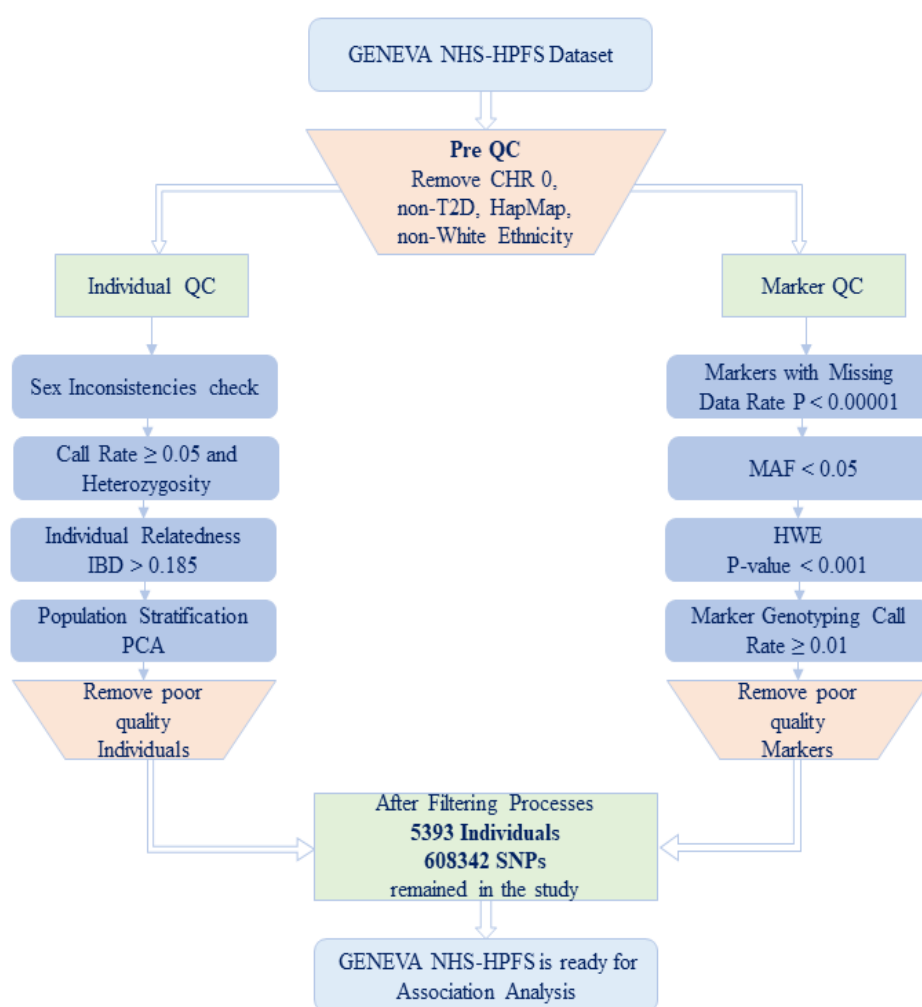 GENEVA NHS-HPFS Dataset
Pre QC
Remove CHR 0,
non-T2D, HapMap,
non-White Ethnicity
Individual QC
Sex Inconsistencies check
Call Rate ≥ 0.05 and
Heterozygosity
Individual Relatedness
IBD > 0.185
Population Stratification
PCA
Remove poor
quality
Individuals
Marker QC
Markers with Missing
Data Rate P < 0.00001
MAF < 0.05
HWE
P-value < 0.001
Marker Genotyping Call
Rate ≥ 0.01
Remove poor
quality
Markers
After Filtering Processes
5393 Individuals
608342 SNPs
remained in the study
GENEVA NHS-HPFS is ready for
Association Analysis